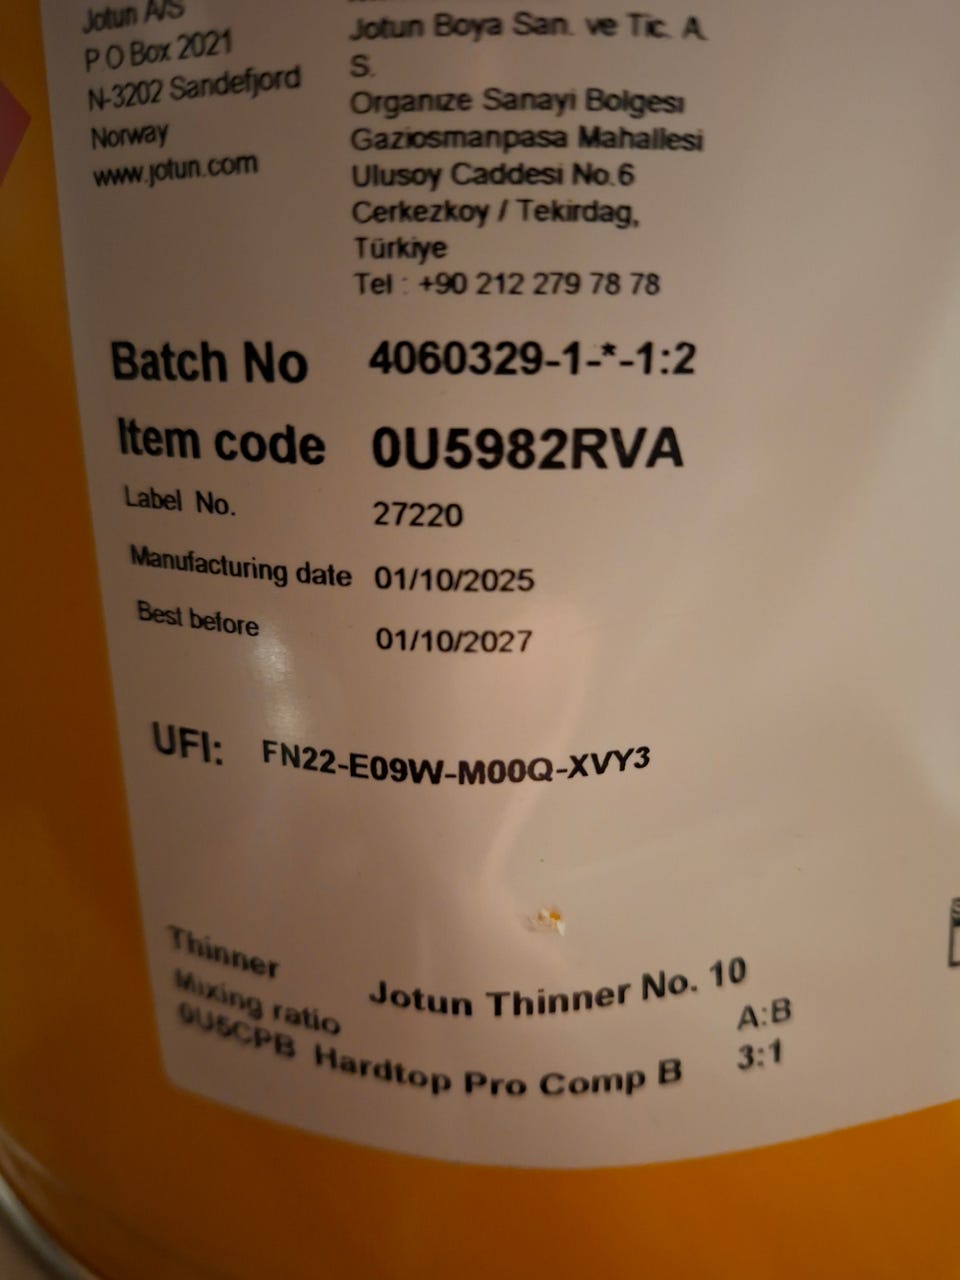 Jotun A/S
P O Box 2021
N-3202 Sandefjord
Norway
www.jotun.com
Jotun Boya San. ve Tic. A.
S.
Organıze Sanayi Bolgesı
Gaziosmanpasa Mahallesi
Ulusoy Caddesi No.6
Cerkezkoy / Tekirdag,
Türkiye
Tel : +90 212 279 78 78
Batch No 4060329-1-*-1:2
Item code 0U5982RVA
Label No. 27220
Manufacturing date 01/10/2025
Best before 01/10/2027
UFI: FN22-E09W-M00Q-XVY3
Thinner Jotun Thinner No. 10
Mixing ratio A:B
0U5CPB Hardtop Pro Comp B 3:1